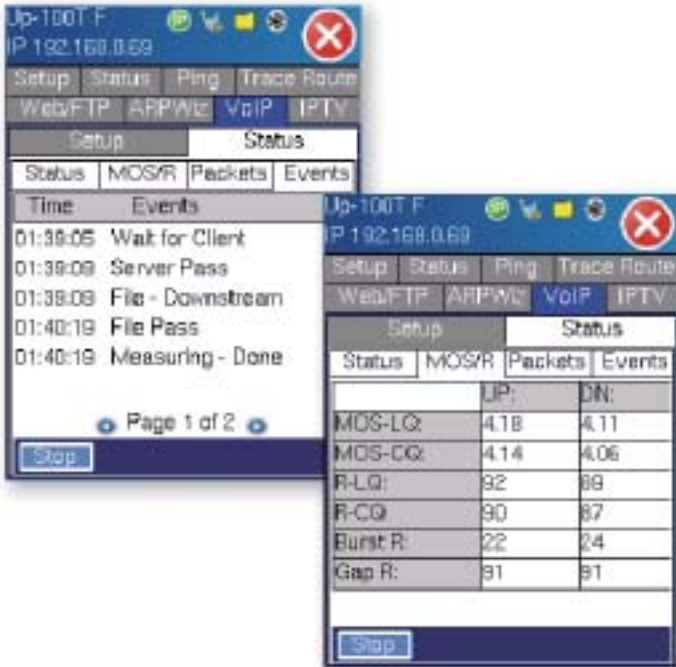 Up-100T F
IP 192.168.0.69
Setup Status Ping Trace Route
Web/FTP ARPWiz VoIP IPTV
Setup Status
Status MOS/R Packets Events
Time Events
01:39:05 Wait for Client
01:39:09 Server Pass
01:39:09 File - Downstream
01:40:19 File Pass
01:40:19 Measuring - Done
Page 1 of 2
Stop
Up-100T F
IP 192.168.0.69
Setup Status Ping Trace Route
Web/FTP ARPWiz VoIP IPTV
Setup Status
Status MOS/R Packets Events
UP: DN:
MOS-LQ: 4.18 4.11
MOS-CQ: 4.14 4.06
R-LQ: 92 89
R-CQ 90 87
Burst R: 22 24
Gap R: 91 91
Stop